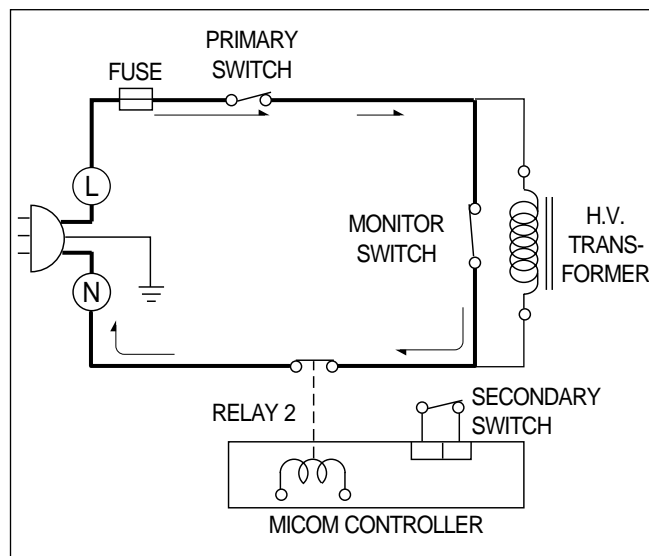 PRIMARY
SWITCH
FUSE
L
MONITOR
SWITCH
H.V.
TRANS-
FORMER
N
RELAY 2
SECONDARY
SWITCH
MICOM CONTROLLER